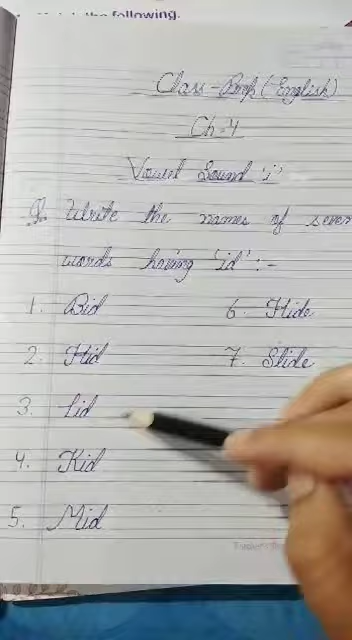 the following.
Class - Prep (English)
Ch-4
Vowel Sound 'i'
Q. Write the names of seven
words having 'id' :-
1. Bid
6. Hide
2. Hid
7. Slide
3. Lid
4. Kid
5. Mid